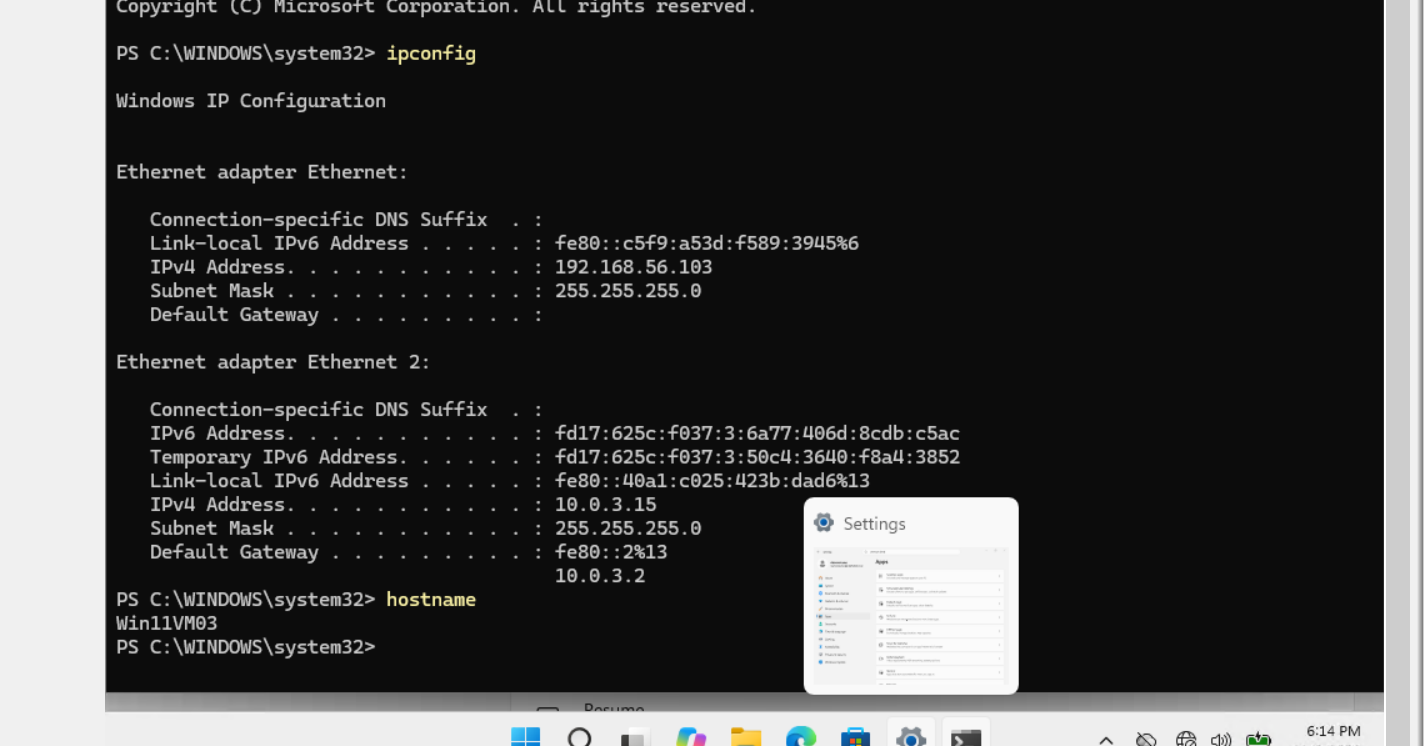 Copyright (C) Microsoft Corporation. All rights reserved.
PS C:\WINDOWS\system32> ipconfig
Windows IP Configuration
Ethernet adapter Ethernet:
Connection-specific DNS Suffix  . :
Link-local IPv6 Address . . . . . : fe80::c5f9:a53d:f589:3945%6
IPv4 Address. . . . . . . . . . . : 192.168.56.103
Subnet Mask . . . . . . . . . . . : 255.255.255.0
Default Gateway . . . . . . . . . :
Ethernet adapter Ethernet 2:
Connection-specific DNS Suffix  . :
IPv6 Address. . . . . . . . . . . : fd17:625c:f037:3:6a77:406d:8cdb:c5ac
Temporary IPv6 Address. . . . . . : fd17:625c:f037:3:50c4:3640:f8a4:3852
Link-local IPv6 Address . . . . . : fe80::40a1:c025:423b:dad6%13
IPv4 Address. . . . . . . . . . . : 10.0.3.15
Subnet Mask . . . . . . . . . . . : 255.255.255.0
Default Gateway . . . . . . . . . : fe80::2%13
10.0.3.2
PS C:\WINDOWS\system32> hostname
Win11VM03
PS C:\WINDOWS\system32>
Settings
Apps
Resume
6:14 PM